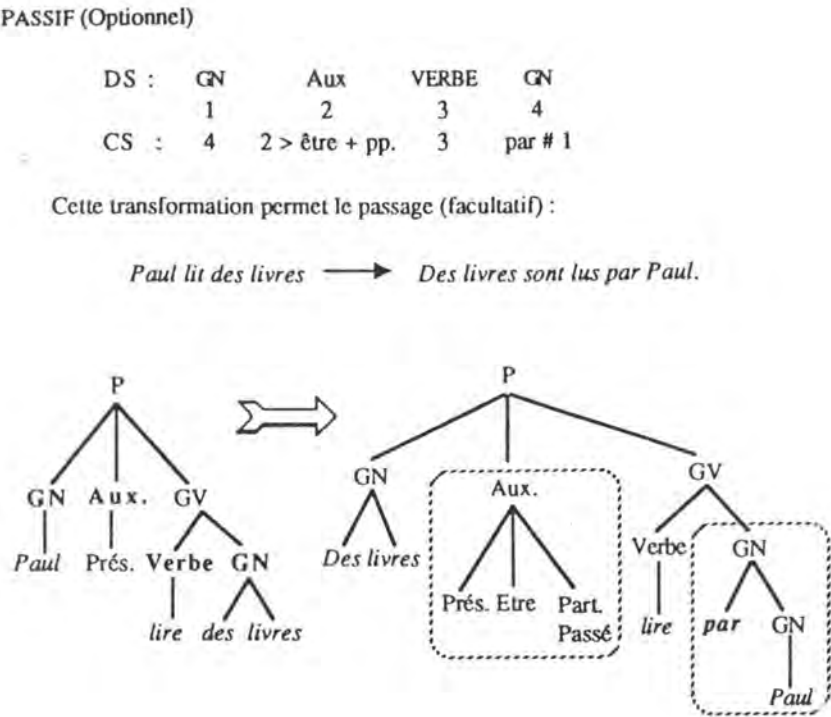 PASSIF (Optionnel)
DS : GN Aux VERBE GN
1 2 3 4
CS : 4 2 > être + pp. 3 par # 1
Cette transformation permet le passage (facultatif) :
Paul lit des livres → Des livres sont lus par Paul.
P
GN Aux. GV
Paul Prés. Verbe GN
lire des livres
P
GN Aux. GV
Des livres Prés. Etre Part. Passé Verbe GN
lire par GN
Paul